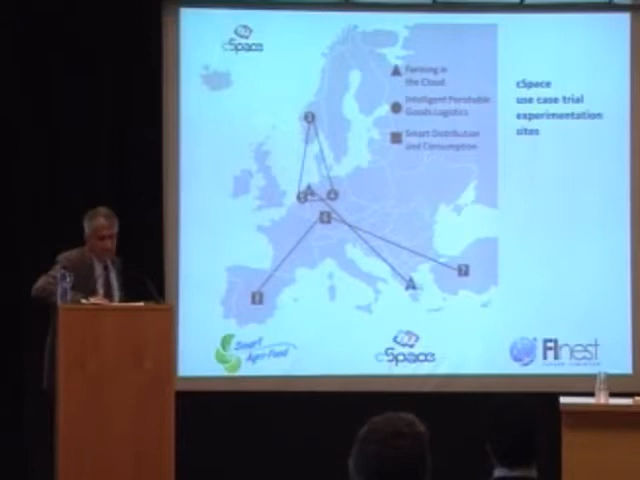 cSpace
Farming in
the Cloud
Intelligent Perishable
Goods Logistics
Smart Distribution
and Consumption
cSpace
use case trial
experimentation
sites
Smart
Agri-Food
cSpace
FInest